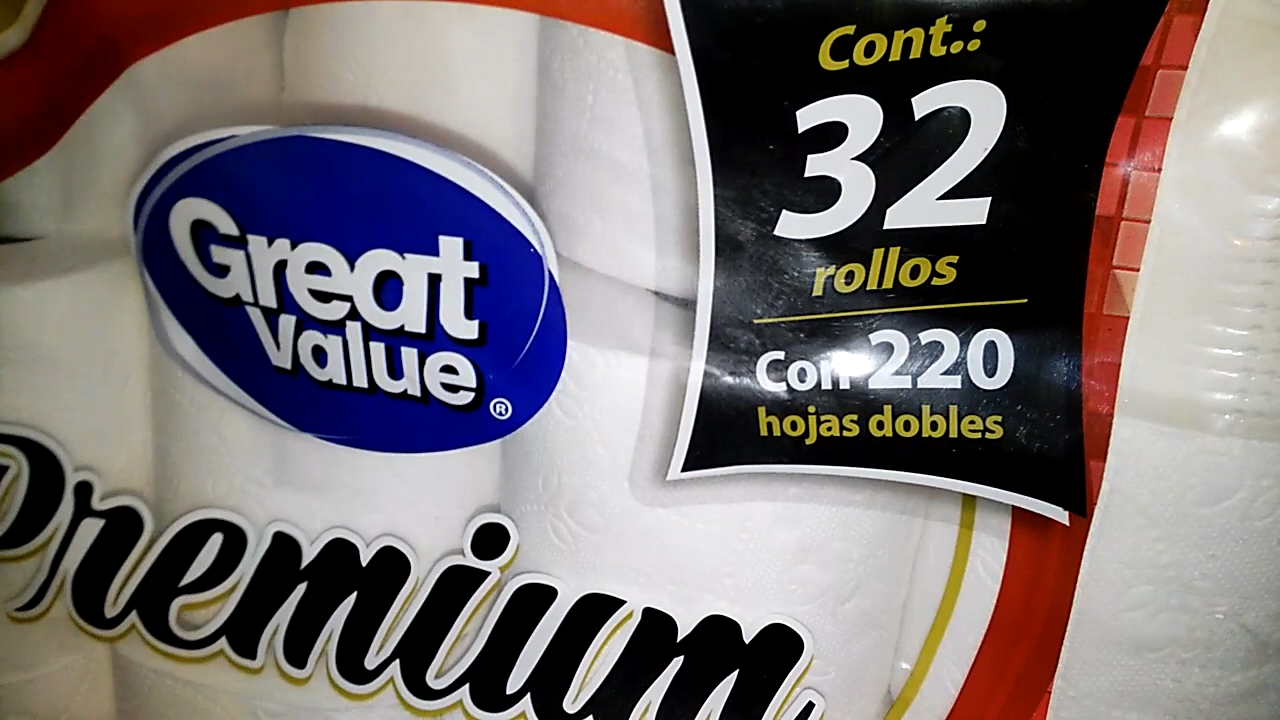 Cont.:
32
rollos
Con 220
hojas dobles
Great
Value
®
Premium